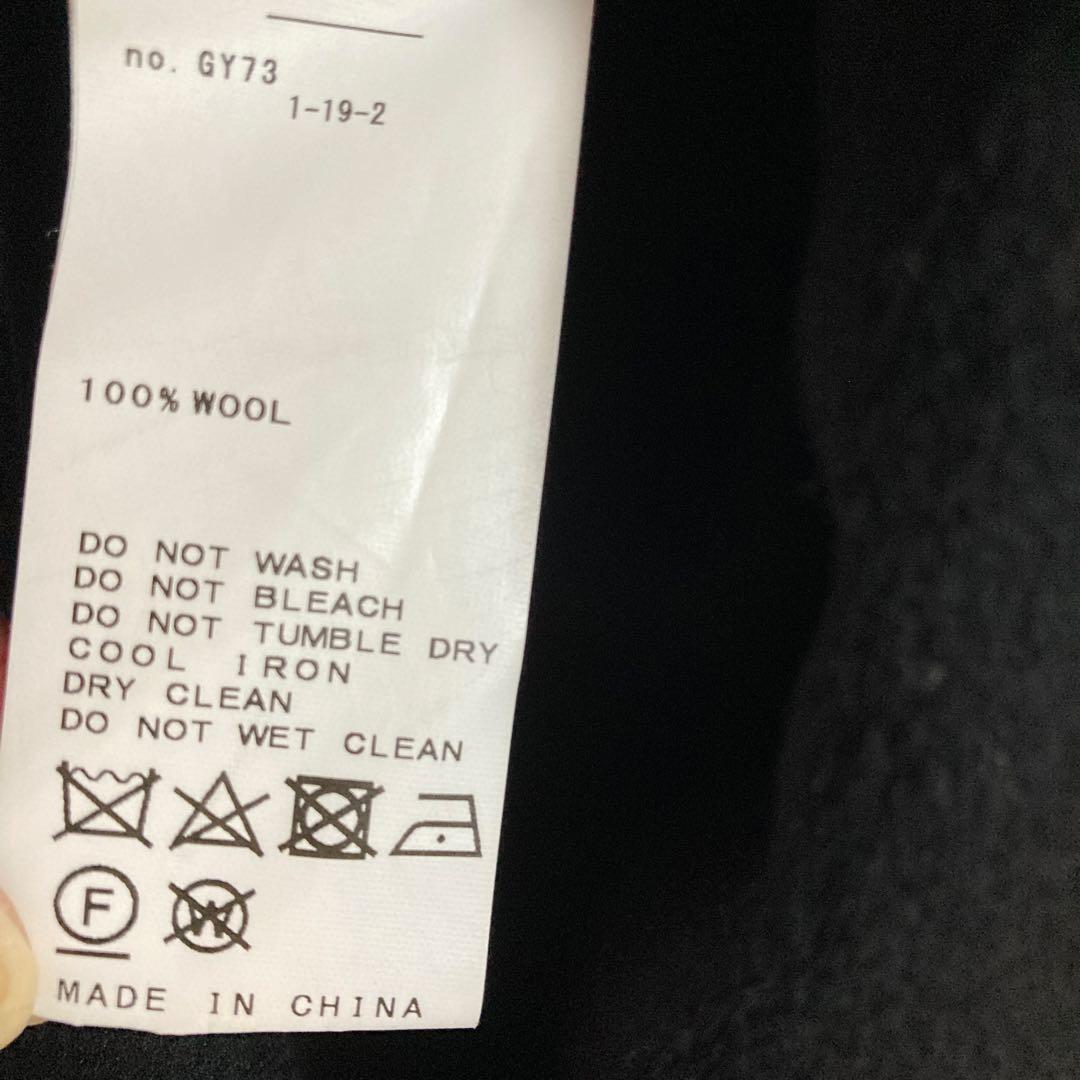 no. GY73
1-19-2
100% WOOL
DO NOT WASH
DO NOT BLEACH
DO NOT TUMBLE DRY
COOL IRON
DRY CLEAN
DO NOT WET CLEAN
F W
MADE IN CHINA